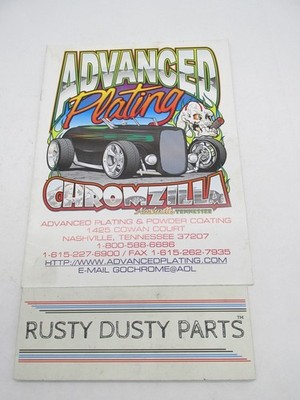 ADVANCED
Plating
CHROMZILLA
Nashville, TENNESSEE
ADVANCED PLATING & POWDER COATING
1425 COWAN COURT
NASHVILLE, TENNESSEE 37207
1-800-588-6686
1-615-227-6900 / FAX 1-615-262-7935
HTTP://WWW.ADVANCEDPLATING.COM
E-MAIL GOCHROME@AOL
RUSTY DUSTY PARTS™